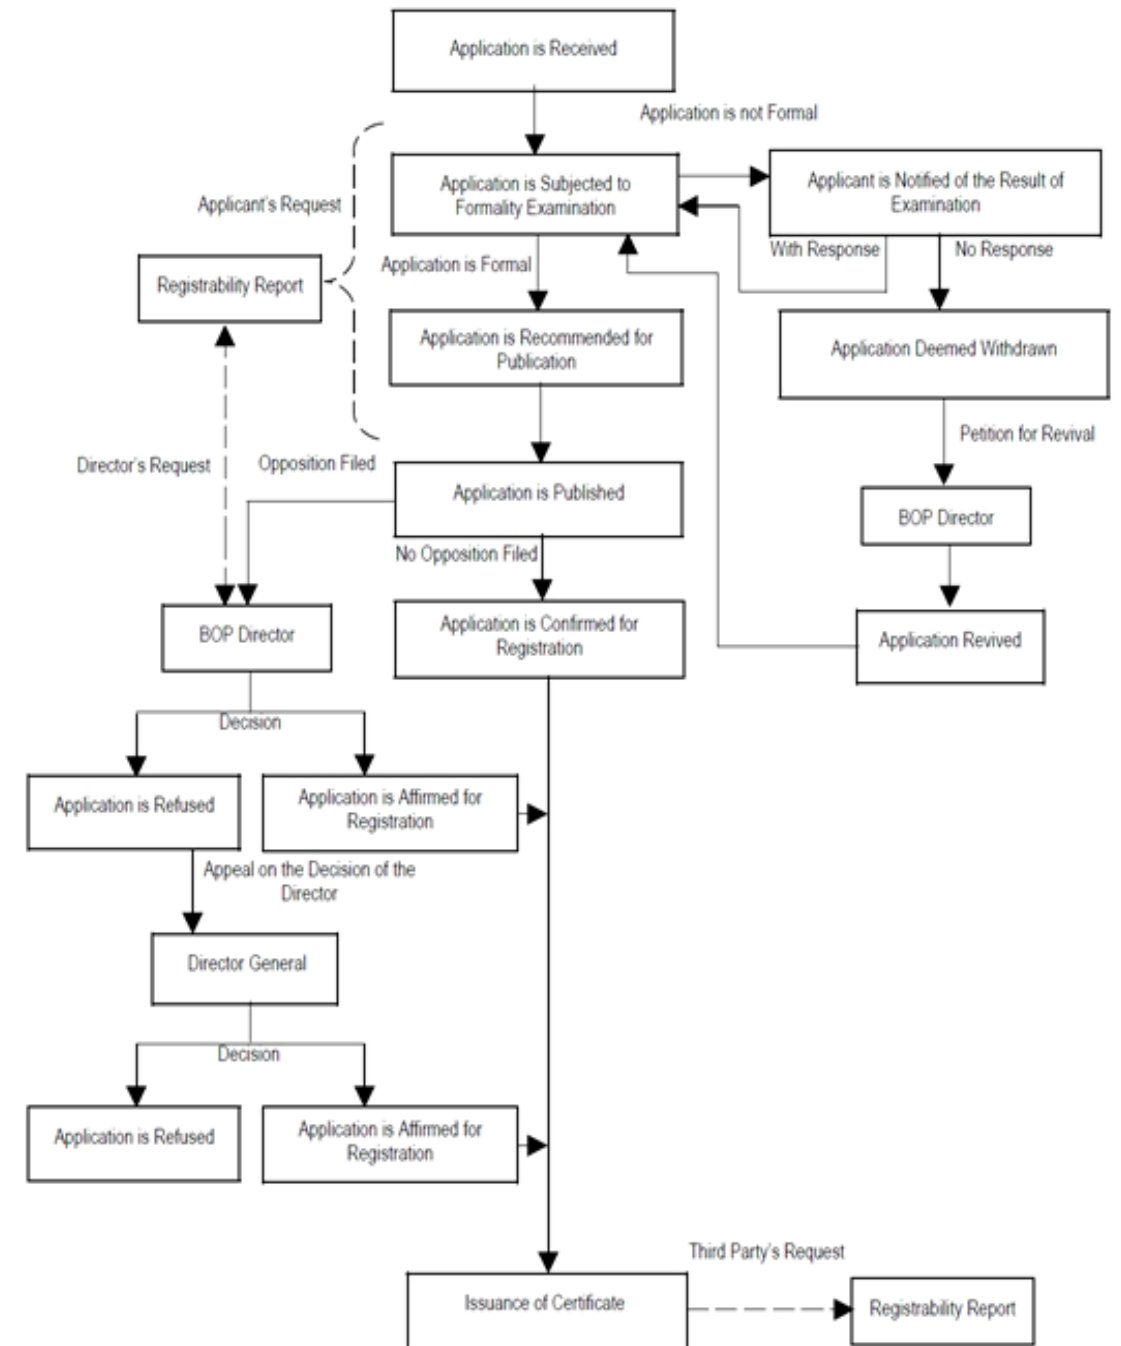 Application is Received
Application is not Formal
Application is Subjected to
Formality Examination
Applicant is Notified of the Result of
Examination
Applicant's Request
With Response
No Response
Application is Formal
Registrability Report
Application is Recommended for
Publication
Application Deemed Withdrawn
Petition for Revival
Director's Request
Opposition Filed
Application is Published
BOP Director
No Opposition Filed
BOP Director
Application is Confirmed for
Registration
Application Revived
Decision
Application is Refused
Application is Affirmed for
Registration
Appeal on the Decision of the
Director
Director General
Decision
Application is Refused
Application is Affirmed for
Registration
Third Party's Request
Issuance of Certificate
Registrability Report